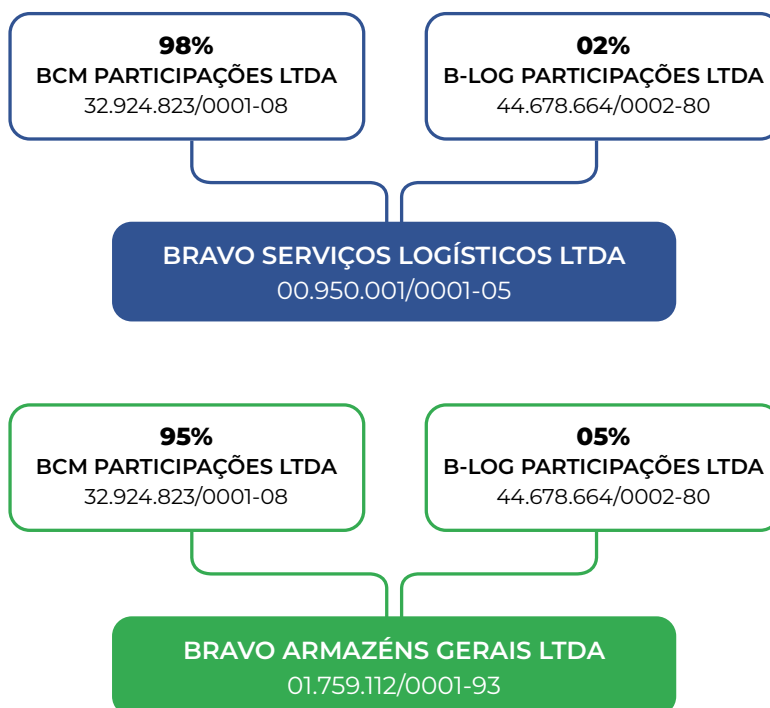 98%
BCM PARTICIPAÇÕES LTDA
32.924.823/0001-08
02%
B-LOG PARTICIPAÇÕES LTDA
44.678.664/0002-80
BRAVO SERVIÇOS LOGÍSTICOS LTDA
00.950.001/0001-05
95%
BCM PARTICIPAÇÕES LTDA
32.924.823/0001-08
05%
B-LOG PARTICIPAÇÕES LTDA
44.678.664/0002-80
BRAVO ARMAZÉNS GERAIS LTDA
01.759.112/0001-93